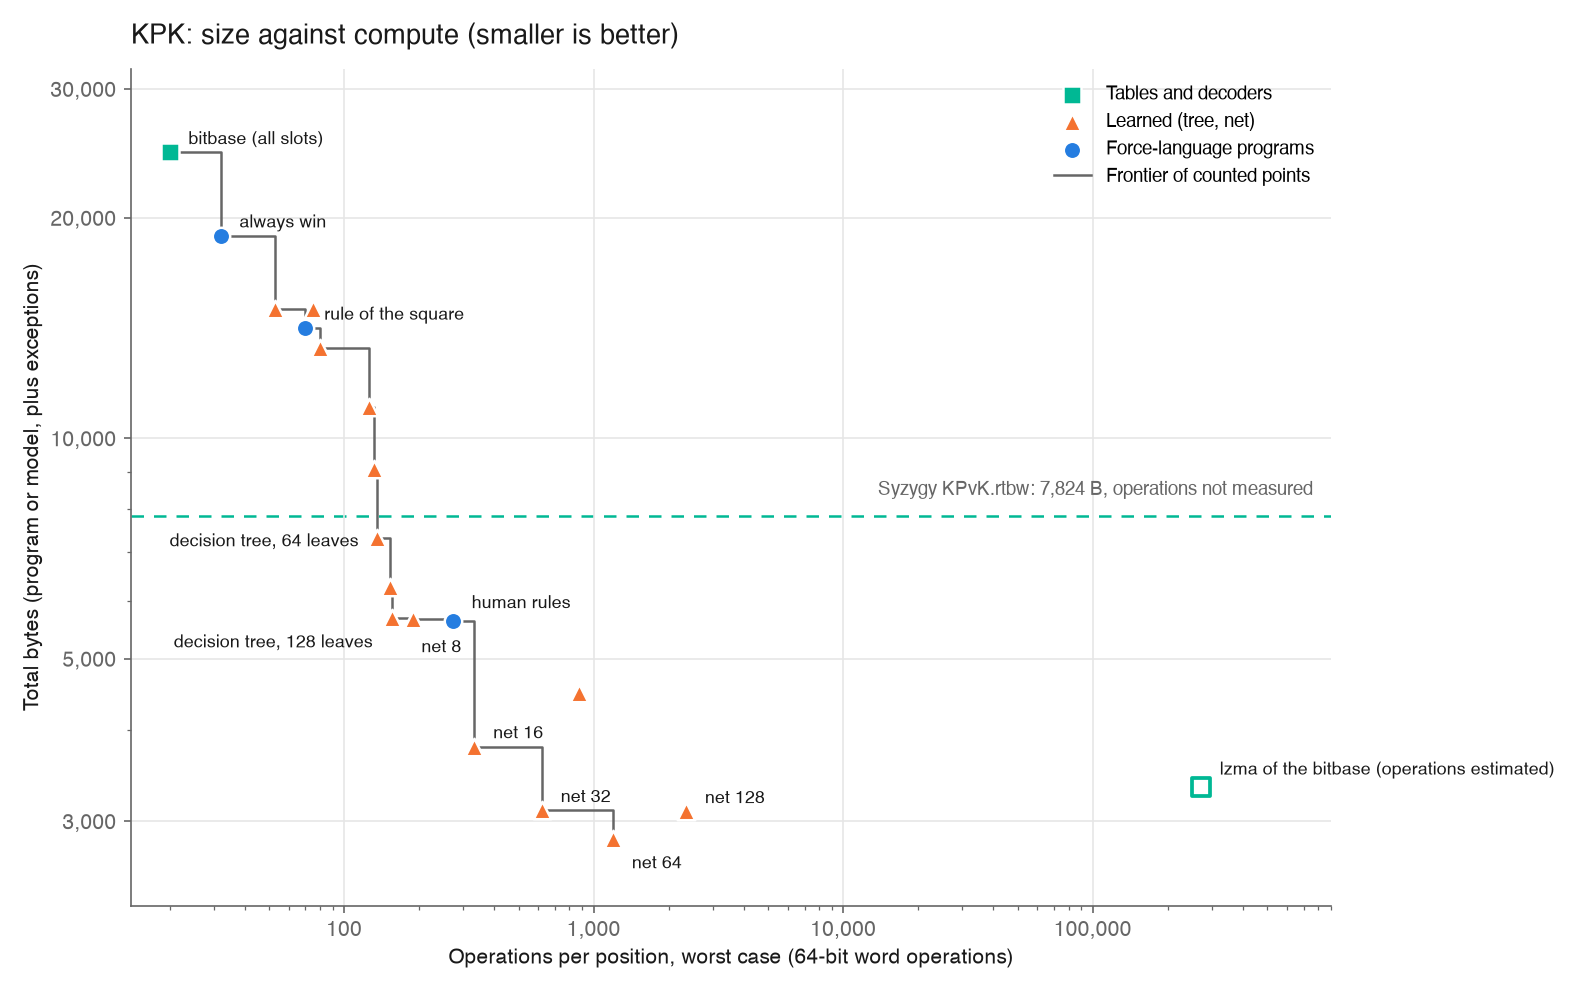 KPK: size against compute (smaller is better)
30,000
20,000
10,000
5,000
3,000
Total bytes (program or model, plus exceptions)
Tables and decoders
Learned (tree, net)
Force-language programs
Frontier of counted points
bitbase (all slots)
always win
rule of the square
Syzygy KPvK.rtbw: 7,824 B, operations not measured
decision tree, 64 leaves
human rules
decision tree, 128 leaves
net 8
net 16
lzma of the bitbase (operations estimated)
net 32
net 128
net 64
100
1,000
10,000
100,000
Operations per position, worst case (64-bit word operations)